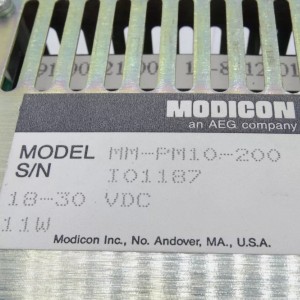 MODICON
an AEG company
MODEL MM-PM10-200
S/N I01187
18-30 VDC
11W
Modicon Inc., No. Andover, MA., U.S.A.